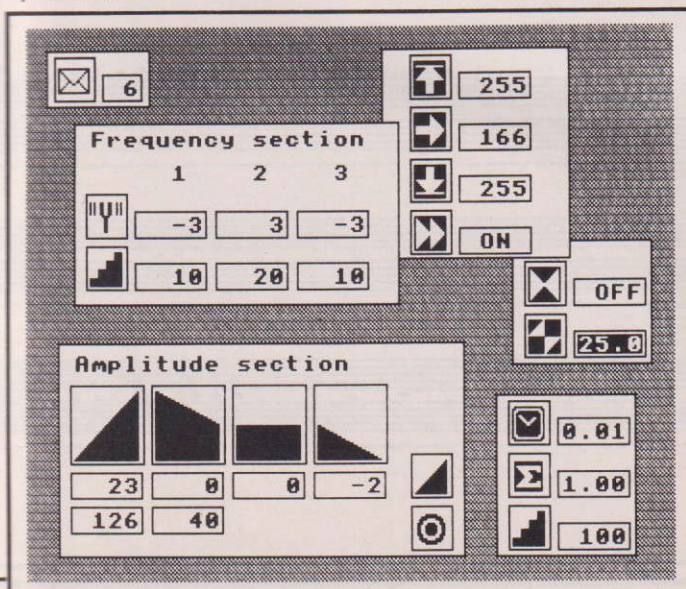 6
255
166
255
ON
Frequency section
1 2 3
-3 3 -3
10 20 10
OFF
25.0
Amplitude section
23 0 0 -2
126 40
0.01
1.00
100